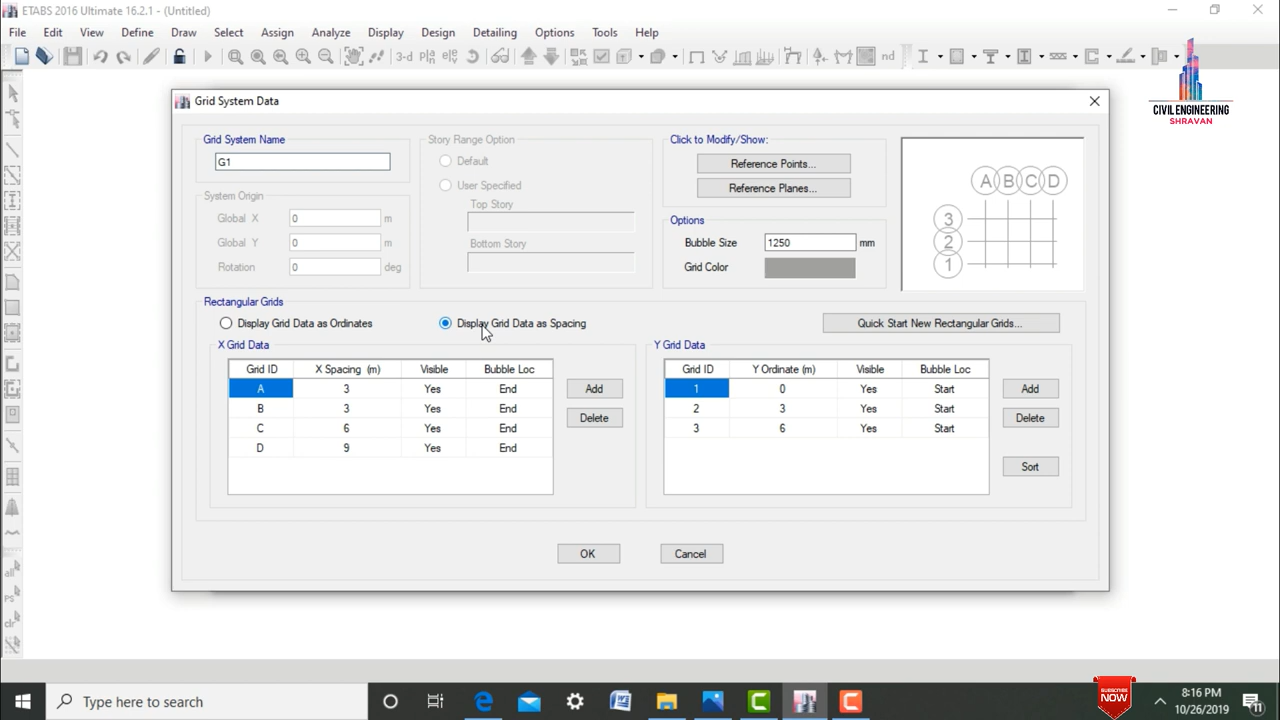 ETABS 2016 Ultimate 16.2.1 - (Untitled)
File Edit View Define Draw Select Assign Analyze Display Design Detailing Options Tools Help
3-d plạ elẹ nd
CIVIL ENGINEERING
SHRAVAN
Grid System Data
Grid System Name
G1
System Origin
Global X 0 m
Global Y 0 m
Rotation 0 deg
Story Range Option
Default
User Specified
Top Story
Bottom Story
Click to Modify/Show:
Reference Points...
Reference Planes...
Options
Bubble Size 1250 mm
Grid Color
A B C D
3
2
1
Rectangular Grids
Display Grid Data as Ordinates Display Grid Data as Spacing Quick Start New Rectangular Grids...
X Grid Data
Grid ID X Spacing (m) Visible Bubble Loc
A 3 Yes End
B 3 Yes End
C 6 Yes End
D 9 Yes End
Add
Delete
Y Grid Data
Grid ID Y Ordinate (m) Visible Bubble Loc
1 0 Yes Start
2 3 Yes Start
3 6 Yes Start
Add
Delete
Sort
OK Cancel
all
clr
Type here to search
SUBSCRIBE
NOW
8:16 PM
10/26/2019
11